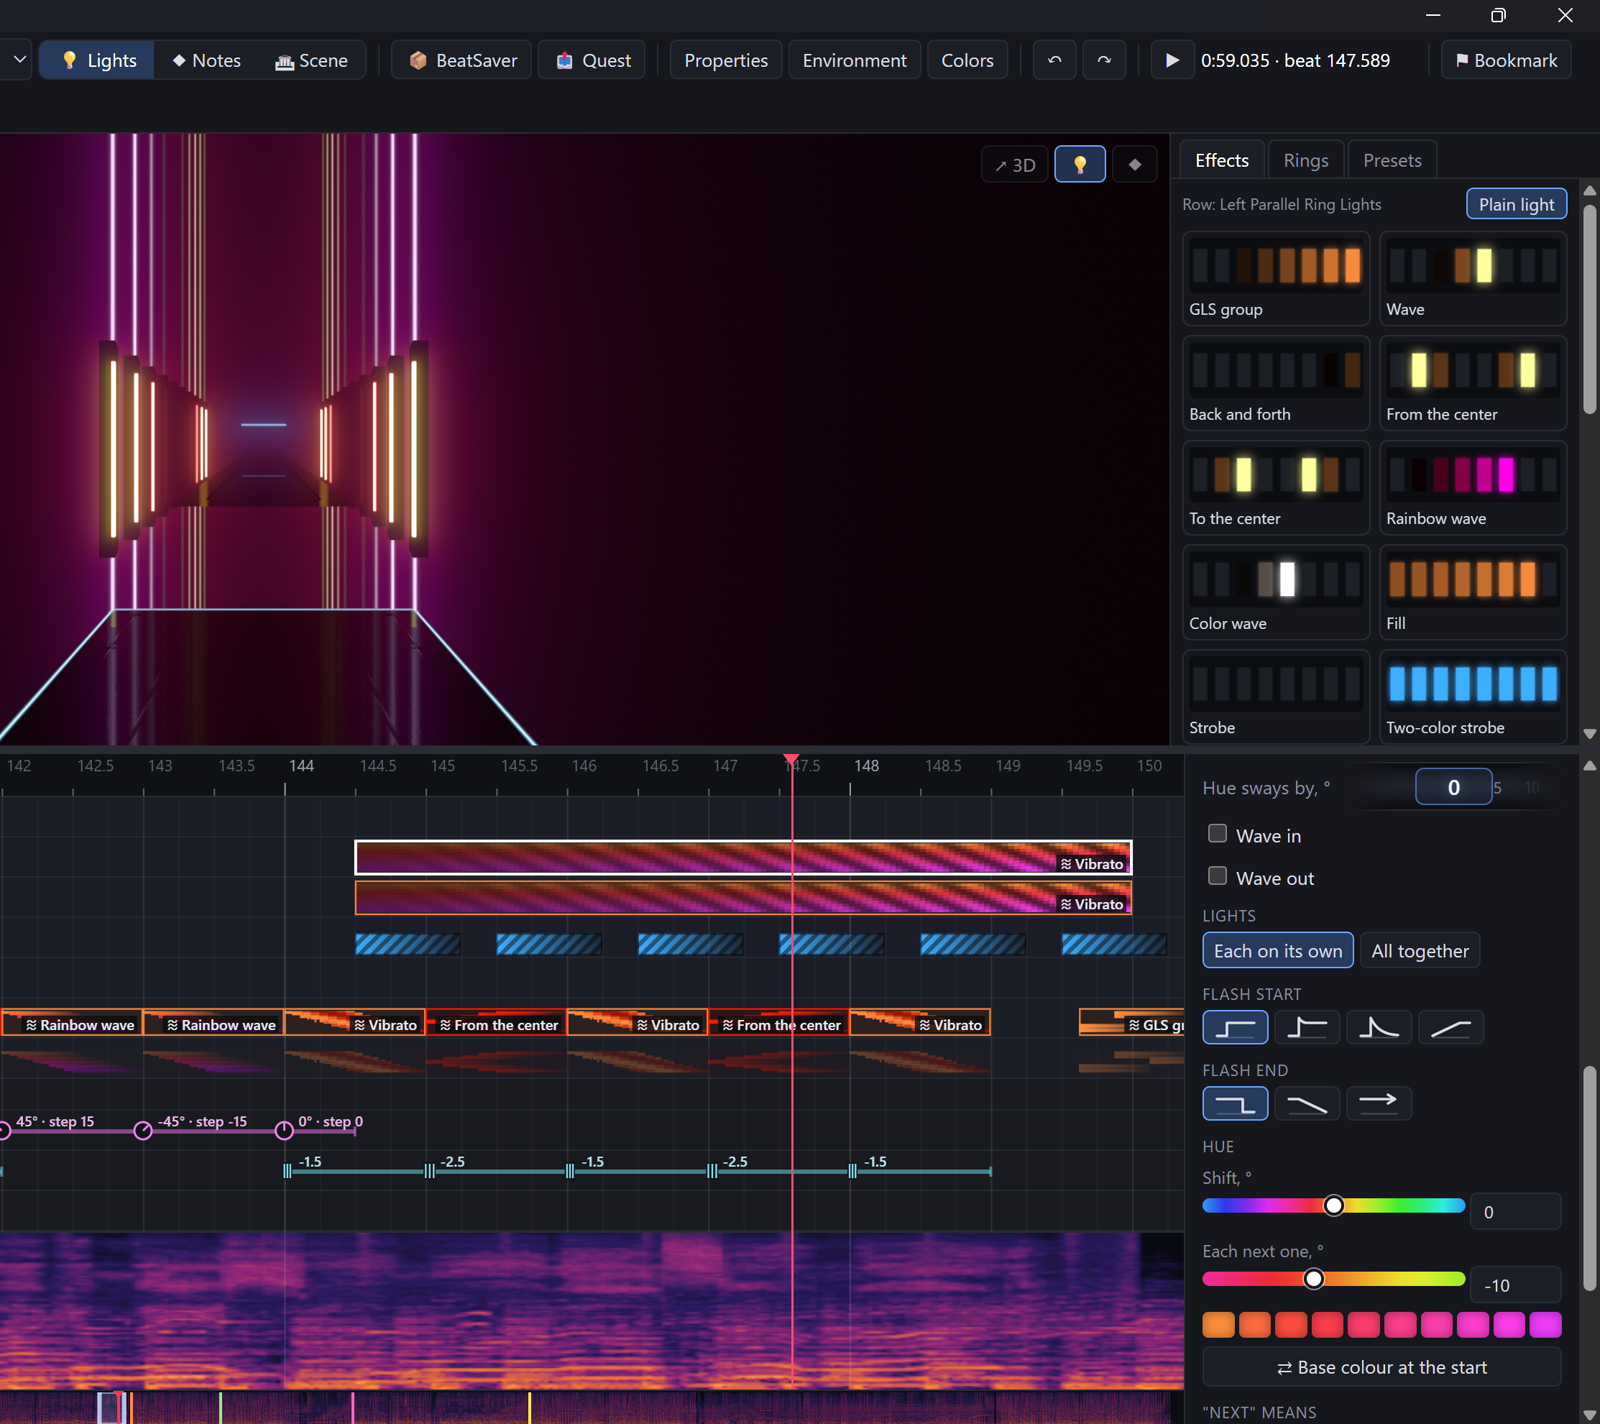 Lights
Notes
Scene
BeatSaver
Quest
Properties
Environment
Colors
0:59.035 · beat 147.589
Bookmark
↗ 3D
Effects
Rings
Presets
Row: Left Parallel Ring Lights
Plain light
GLS group
Wave
Back and forth
From the center
To the center
Rainbow wave
Color wave
Fill
Strobe
Two-color strobe
142 142.5 143 143.5 144 144.5 145 145.5 146 146.5 147 147.5 148 148.5 149 149.5 150
≋ Vibrato
≋ Vibrato
≋ Rainbow wave
≋ Rainbow wave
≋ Vibrato
≋ From the center
≋ Vibrato
≋ From the center
≋ Vibrato
≋ GLS gr
45° · step 15
-45° · step -15
0° · step 0
-1.5
-2.5
-1.5
-2.5
-1.5
Hue sways by, °
0
5
10
Wave in
Wave out
LIGHTS
Each on its own
All together
FLASH START
FLASH END
HUE
Shift, °
0
Each next one, °
-10
⇄ Base colour at the start
"NEXT" MEANS